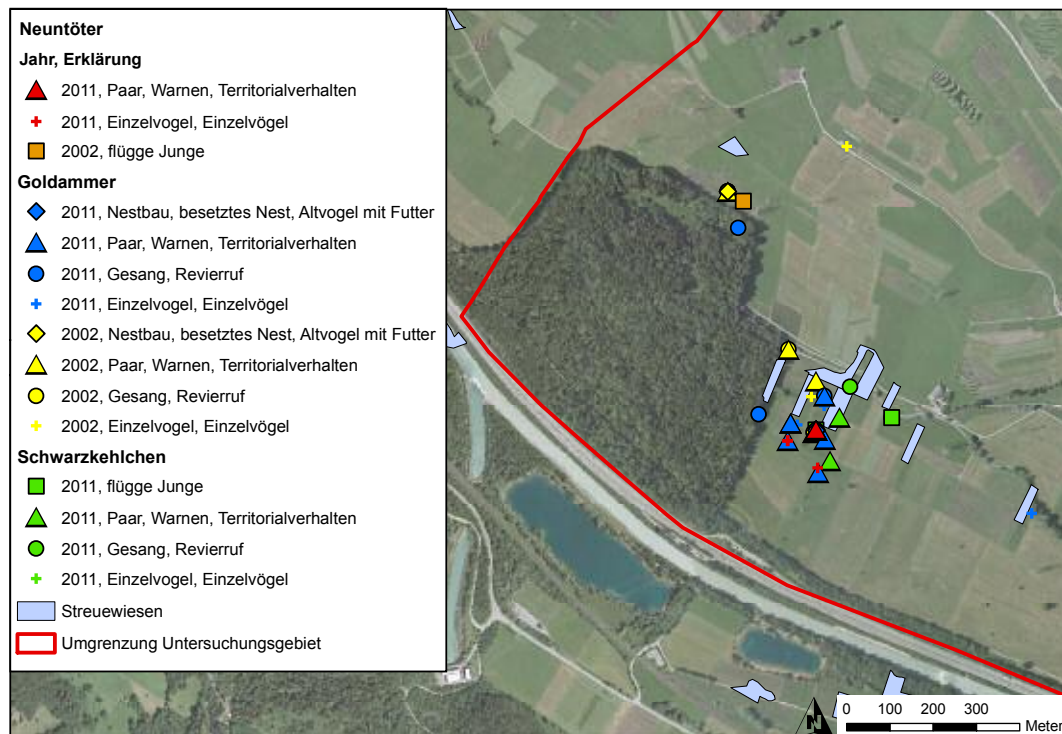 Neuntöter
Jahr, Erklärung
2011, Paar, Warnen, Territorialverhalten
2011, Einzelvogel, Einzelvögel
2002, flügge Junge
Goldammer
2011, Nestbau, besetztes Nest, Altvogel mit Futter
2011, Paar, Warnen, Territorialverhalten
2011, Gesang, Revierruf
2011, Einzelvogel, Einzelvögel
2002, Nestbau, besetztes Nest, Altvogel mit Futter
2002, Paar, Warnen, Territorialverhalten
2002, Gesang, Revierruf
2002, Einzelvogel, Einzelvögel
Schwarzkehlchen
2011, flügge Junge
2011, Paar, Warnen, Territorialverhalten
2011, Gesang, Revierruf
2011, Einzelvogel, Einzelvögel
Streuewiesen
Umgrenzung Untersuchungsgebiet
N
0 100 200 300
Meter